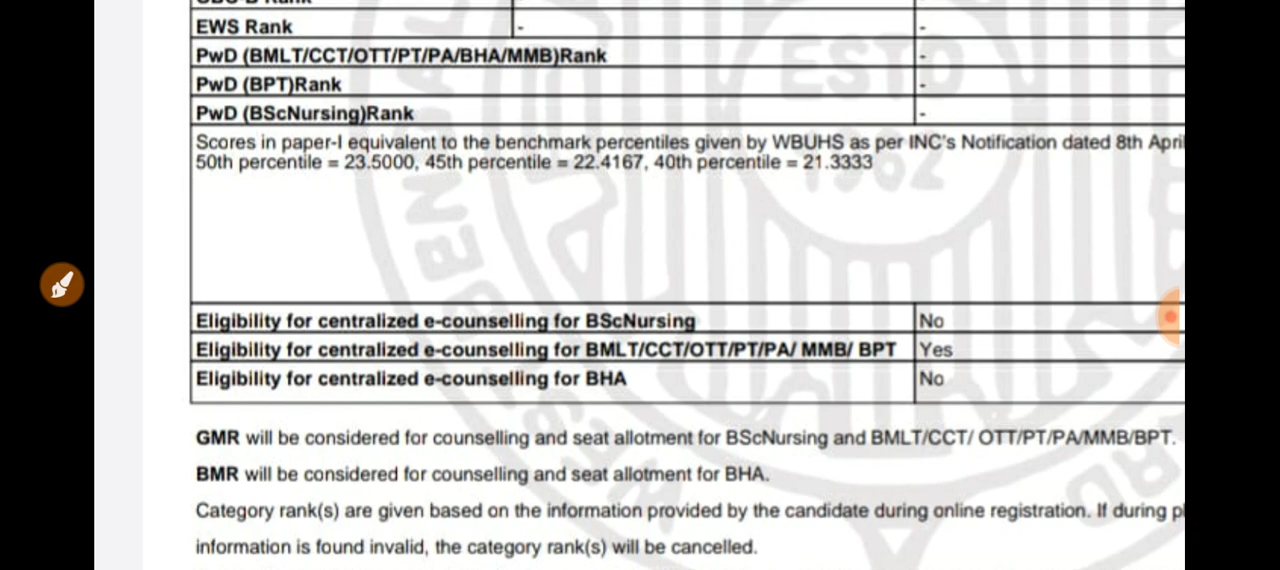 OBC-B Rank
EWS Rank - -
PwD (BMLT/CCT/OTT/PT/PA/BHA/MMB)Rank -
PwD (BPT)Rank -
PwD (BScNursing)Rank -
Scores in paper-I equivalent to the benchmark percentiles given by WBUHS as per INC's Notification dated 8th April
50th percentile = 23.5000, 45th percentile = 22.4167, 40th percentile = 21.3333
ESTD
1962
Eligibility for centralized e-counselling for BScNursing No
Eligibility for centralized e-counselling for BMLT/CCT/OTT/PT/PA/ MMB/ BPT Yes
Eligibility for centralized e-counselling for BHA No
GMR will be considered for counselling and seat allotment for BScNursing and BMLT/CCT/ OTT/PT/PA/MMB/BPT.
BMR will be considered for counselling and seat allotment for BHA.
Category rank(s) are given based on the information provided by the candidate during online registration. If during
information is found invalid, the category rank(s) will be cancelled.